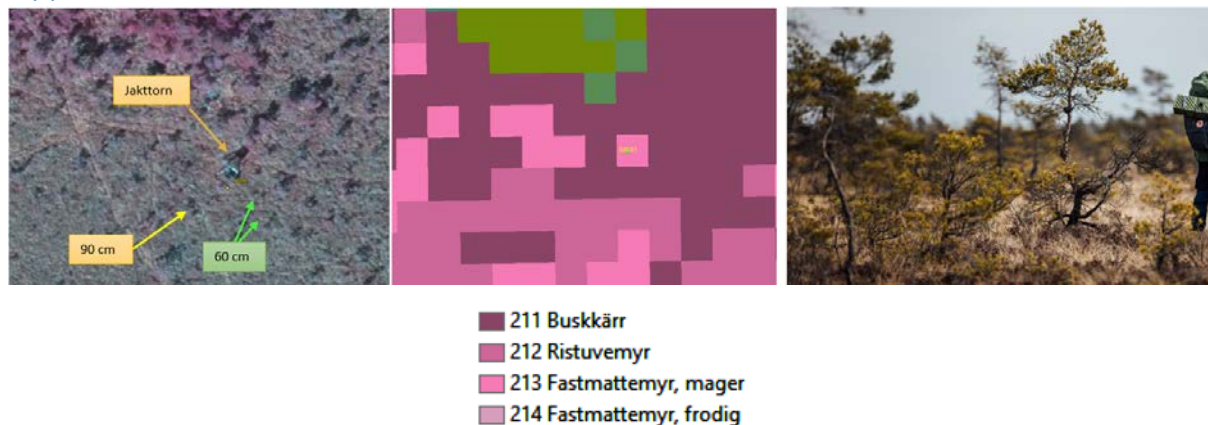 Jakttorn
90 cm
60 cm
211 Buskkärr
212 Ristuvemyr
213 Fastmattemyr, mager
214 Fastmattemyr, frodig